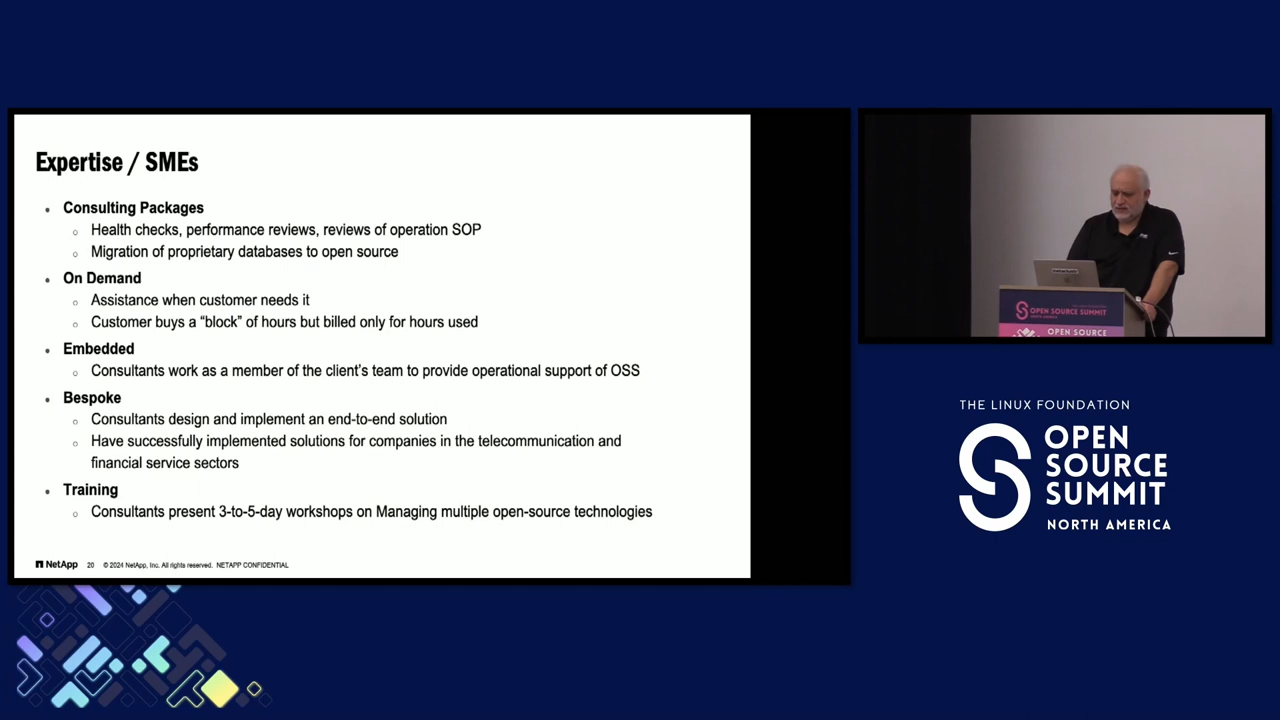 Expertise / SMEs
Consulting Packages
Health checks, performance reviews, reviews of operation SOP
Migration of proprietary databases to open source
On Demand
Assistance when customer needs it
Customer buys a “block” of hours but billed only for hours used
Embedded
Consultants work as a member of the client’s team to provide operational support of OSS
Bespoke
Consultants design and implement an end-to-end solution
Have successfully implemented solutions for companies in the telecommunication and
financial service sectors
Training
Consultants present 3-to-5-day workshops on Managing multiple open-source technologies
NetApp 20 © 2024 NetApp, Inc. All rights reserved. NETAPP CONFIDENTIAL
OPEN SOURCE SUMMIT
OPEN SOURCE
THE LINUX FOUNDATION
OPEN
SOURCE
SUMMIT
NORTH AMERICA